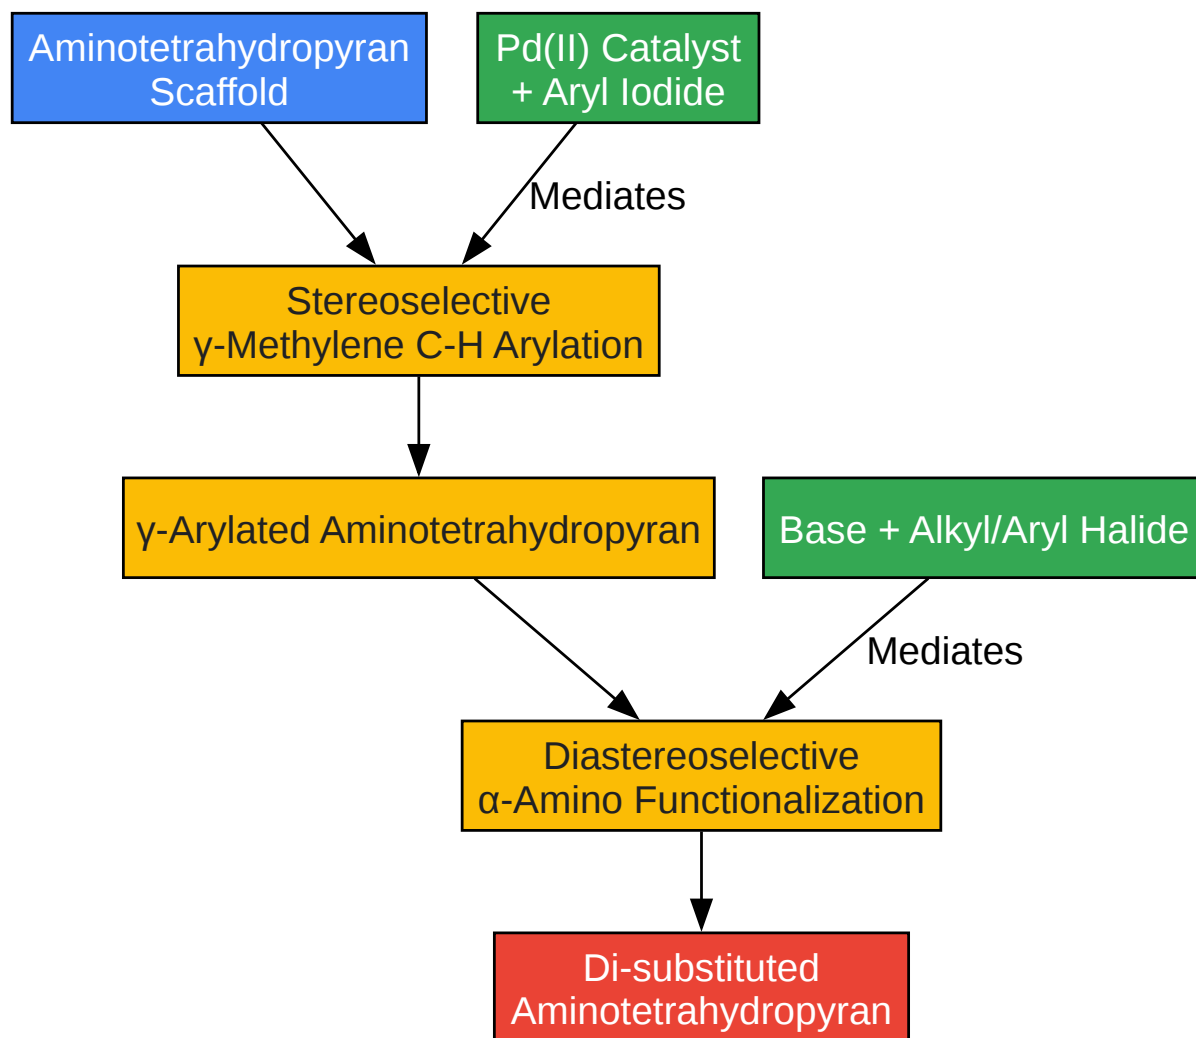 Aminotetrahydropyran
Scaffold
Pd(II) Catalyst
+ Aryl Iodide
Mediates
Stereoselective
γ-Methylene C-H Arylation
γ-Arylated Aminotetrahydropyran
Base + Alkyl/Aryl Halide
Mediates
Diastereoselective
α-Amino Functionalization
Di-substituted
Aminotetrahydropyran